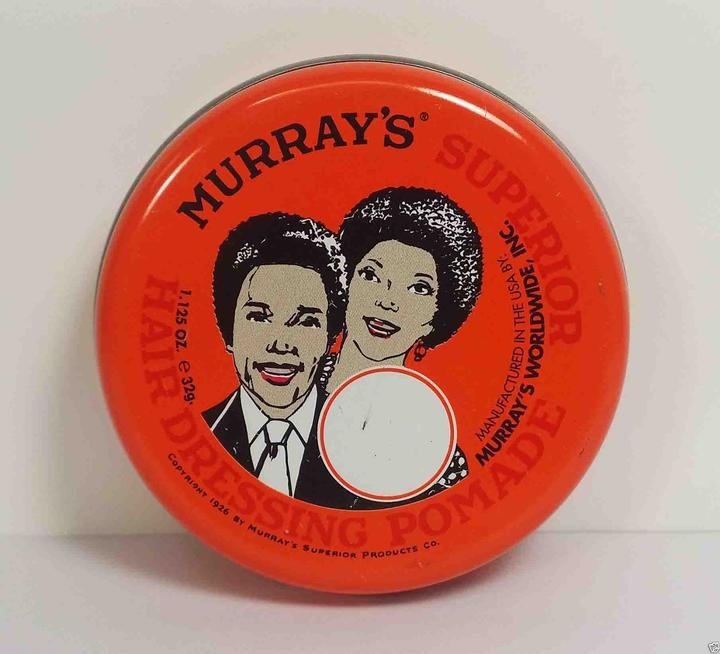 MURRAY'S®
SUPERIOR
HAIR DRESSING POMADE
1.125 OZ. e 32g.
MANUFACTURED IN THE USA BY:
MURRAY'S WORLDWIDE, INC.
COPYRIGHT 1926 BY MURRAY'S SUPERIOR PRODUCTS CO.